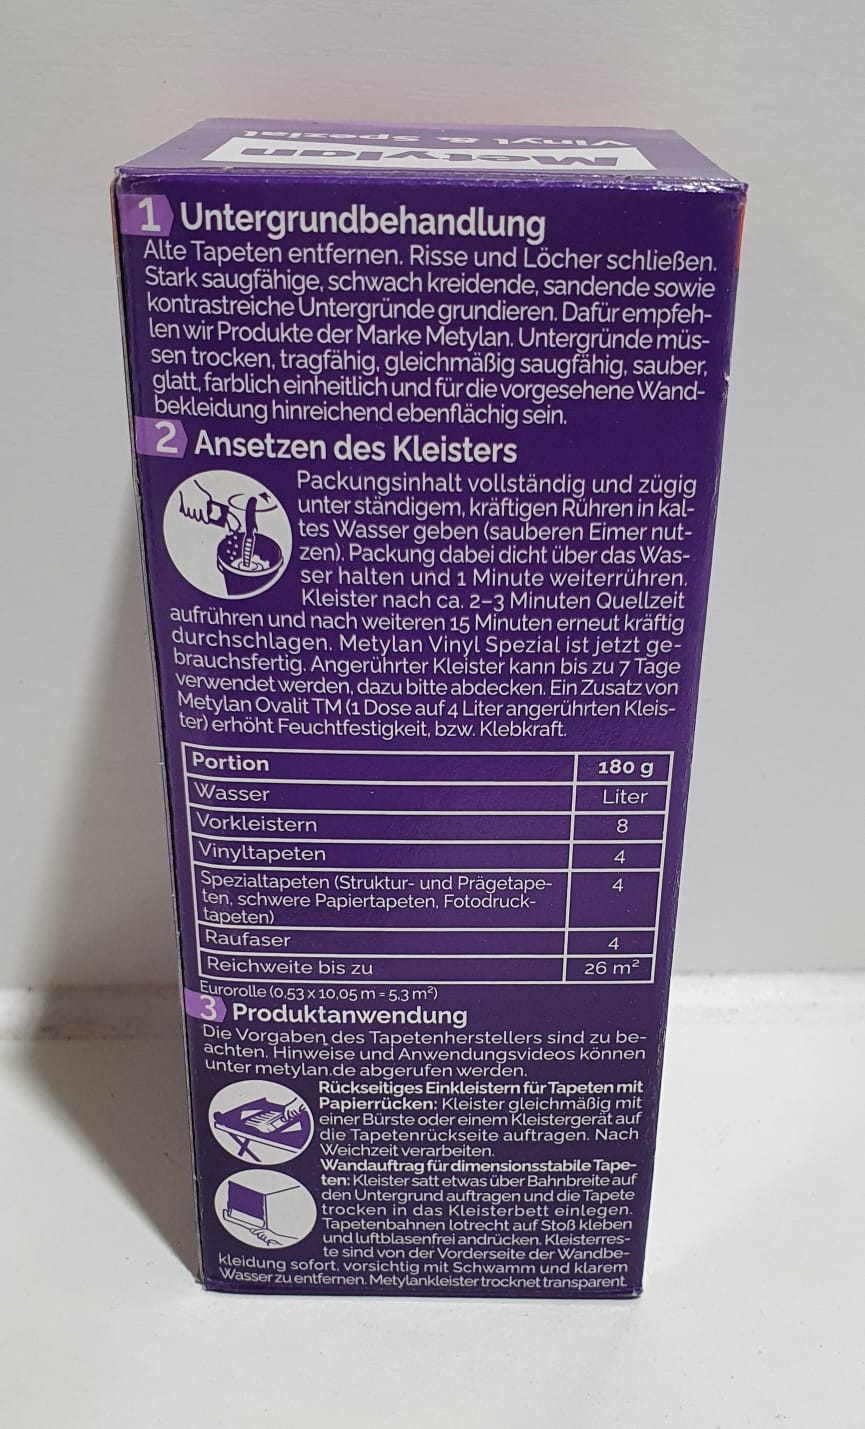 Vinyl & Spezial
Metylan
1 Untergrundbehandlung
Alte Tapeten entfernen. Risse und Löcher schließen.
Stark saugfähige, schwach kreidende, sandende sowie
kontrastreiche Untergründe grundieren. Dafür empfeh-
len wir Produkte der Marke Metylan. Untergründe müs-
sen trocken, tragfähig, gleichmäßig saugfähig, sauber,
glatt, farblich einheitlich und für die vorgesehene Wand-
bekleidung hinreichend ebenflächig sein.
2 Ansetzen des Kleisters
Packungsinhalt vollständig und zügig
unter ständigem, kräftigen Rühren in kal-
tes Wasser geben (sauberen Eimer nut-
zen). Packung dabei dicht über das Was-
ser halten und 1 Minute weiterrühren.
Kleister nach ca. 2–3 Minuten Quellzeit
aufrühren und nach weiteren 15 Minuten erneut kräftig
durchschlagen. Metylan Vinyl Spezial ist jetzt ge-
brauchsfertig. Angerührter Kleister kann bis zu 7 Tage
verwendet werden, dazu bitte abdecken. Ein Zusatz von
Metylan Ovalit TM (1 Dose auf 4 Liter angerührten Kleis-
ter) erhöht Feuchtfestigkeit, bzw. Klebkraft.
Portion 180 g
Wasser Liter
Vorkleistern 8
Vinyltapeten 4
Spezialtapeten (Struktur- und Prägetape- 4
ten, schwere Papiertapeten, Fotodruck-
tapeten)
Raufaser 4
Reichweite bis zu 26 m²
Eurorolle (0,53 x 10,05 m = 5,3 m²)
3 Produktanwendung
Die Vorgaben des Tapetenherstellers sind zu be-
achten. Hinweise und Anwendungsvideos können
unter metylan.de abgerufen werden.
Rückseitiges Einkleistern für Tapeten mit
Papierrücken: Kleister gleichmäßig mit
einer Bürste oder einem Kleistergerät auf
die Tapetenrückseite auftragen. Nach
Weichzeit verarbeiten.
Wandauftrag für dimensionsstabile Tape-
ten: Kleister satt etwas über Bahnbreite auf
den Untergrund auftragen und die Tapete
trocken in das Kleisterbett einlegen.
Tapetenbahnen lotrecht auf Stoß kleben
und luftblasenfrei andrücken. Kleisterres-
te sind von der Vorderseite der Wandbe-
kleidung sofort, vorsichtig mit Schwamm und klarem
Wasser zu entfernen. Metylankleister trocknet transparent.